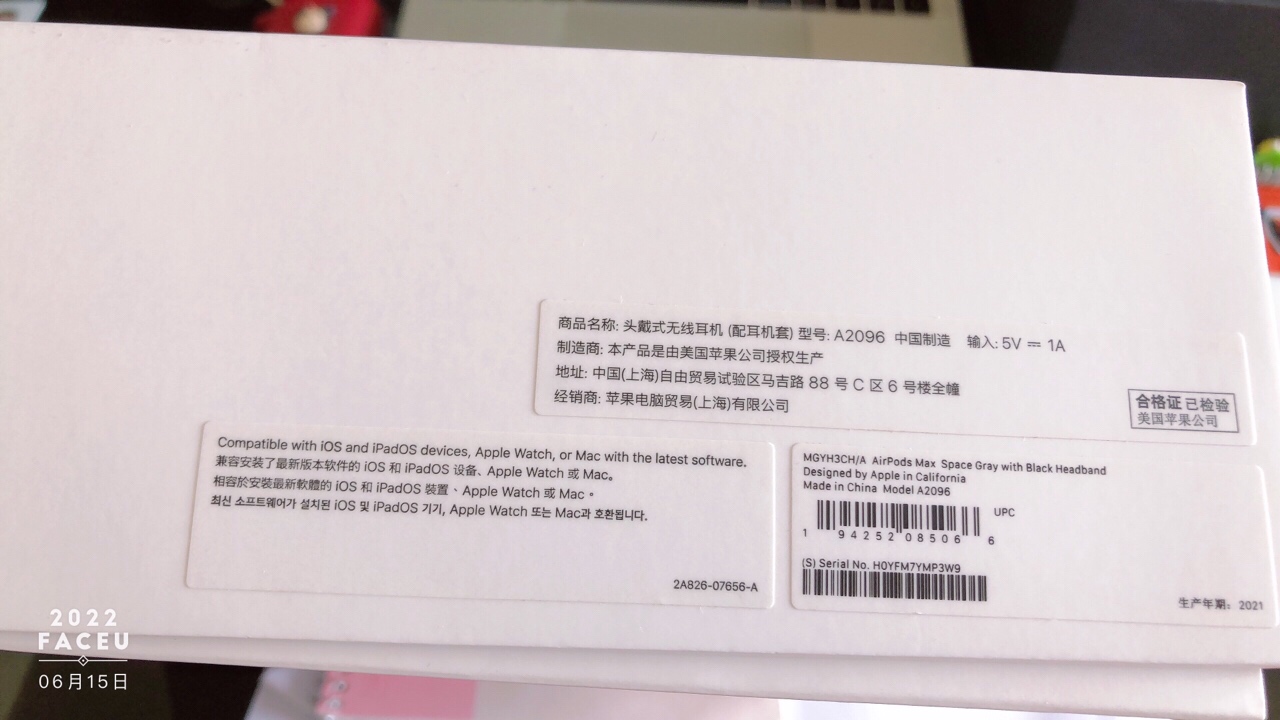 商品名称: 头戴式无线耳机 (配耳机套) 型号: A2096 中国制造 输入: 5V ⎓ 1A
制造商: 本产品是由美国苹果公司授权生产
地址: 中国(上海)自由贸易试验区马吉路 88 号 C 区 6 号楼全幢
经销商: 苹果电脑贸易(上海)有限公司
合格证 已检验
美国苹果公司
Compatible with iOS and iPadOS devices, Apple Watch, or Mac with the latest software.
兼容安装了最新版本软件的 iOS 和 iPadOS 设备、Apple Watch 或 Mac。
相容於安裝最新軟體的 iOS 和 iPadOS 裝置、Apple Watch 或 Mac。
최신 소프트웨어가 설치된 iOS 및 iPadOS 기기, Apple Watch 또는 Mac과 호환됩니다.
2A826-07656-A
MGYH3CH/A AirPods Max Space Gray with Black Headband
Designed by Apple in California
Made in China Model A2096
UPC
1 94252 08506 6
(S) Serial No. H0YFM7YMP3W9
生产年期: 2021
2022
FACEU
06月15日